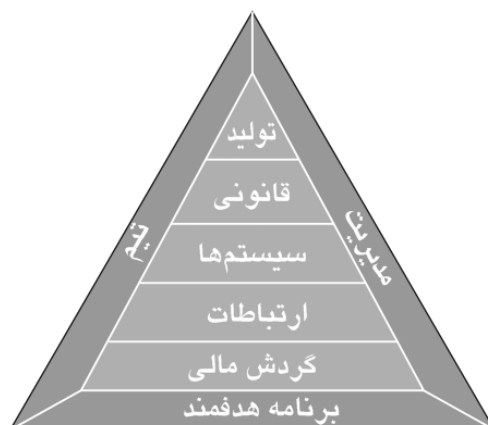 تولید
قانونی
سیستم‌ها
ارتباطات
گردش مالی
برنامه هدفمند
مدیریت
تیم